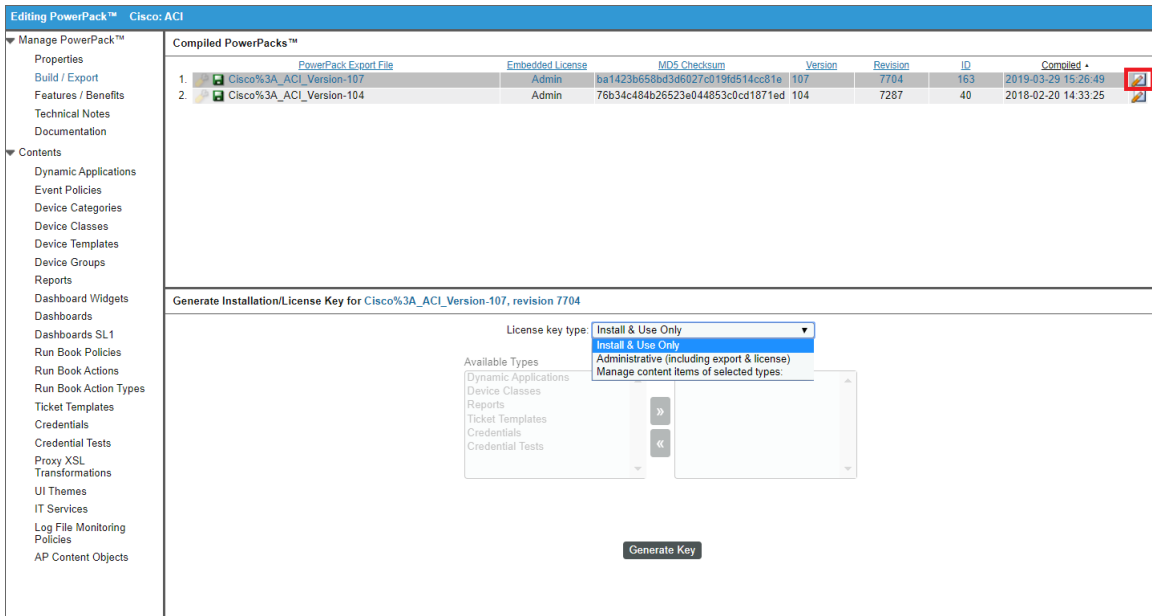 Editing PowerPack™ Cisco: ACI
Manage PowerPack™
Properties
Build / Export
Features / Benefits
Technical Notes
Documentation
Contents
Dynamic Applications
Event Policies
Device Categories
Device Classes
Device Templates
Device Groups
Reports
Dashboard Widgets
Dashboards
Dashboards SL1
Run Book Policies
Run Book Actions
Run Book Action Types
Ticket Templates
Credentials
Credential Tests
Proxy XSL
Transformations
UI Themes
IT Services
Log File Monitoring
Policies
AP Content Objects
Compiled PowerPacks™
PowerPack Export File Embedded License MD5 Checksum Version Revision ID Compiled
1. Cisco%3A_ACI_Version-107 Admin ba1423b658bd3d6027c019fd514cc81e 107 7704 163 2019-03-29 15:26:49
2. Cisco%3A_ACI_Version-104 Admin 76b34c484b26523e044853c0cd1871ed 104 7287 40 2018-02-20 14:33:25
Generate Installation/License Key for Cisco%3A_ACI_Version-107, revision 7704
License key type: Install & Use Only
Install & Use Only
Administrative (including export & license)
Manage content items of selected types:
Available Types
Dynamic Applications
Device Classes
Reports
Ticket Templates
Credentials
Credential Tests
»
«
Generate Key